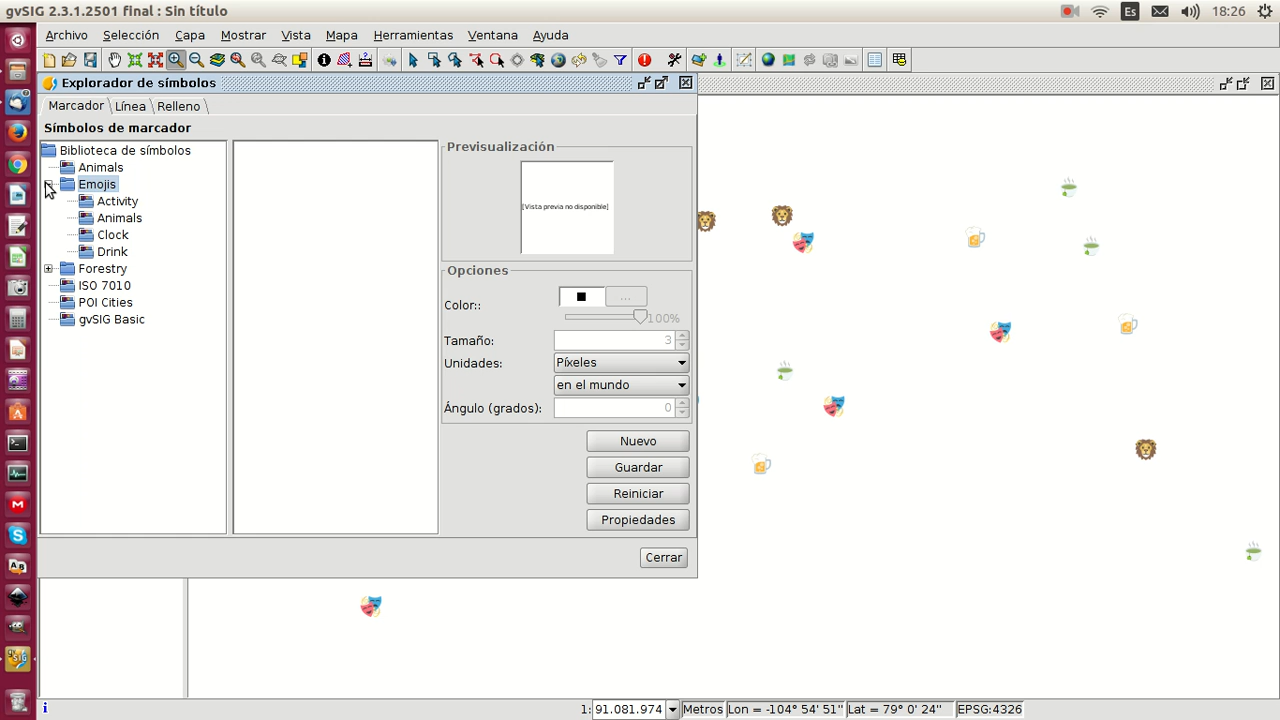 gvSIG 2.3.1.2501 final : Sin título
Es
18:26
Archivo Selección Capa Mostrar Vista Mapa Herramientas Ventana Ayuda
Explorador de símbolos
Marcador Línea Relleno
Símbolos de marcador
Biblioteca de símbolos
Animals
Emojis
Activity
Animals
Clock
Drink
Forestry
ISO 7010
POI Cities
gvSIG Basic
Previsualización
[Vista previa no disponible]
Opciones
Color::
...
100%
Tamaño: 3
Unidades: Píxeles
en el mundo
Ángulo (grados): 0
Nuevo
Guardar
Reiniciar
Propiedades
Cerrar
1: 91.081.974 Metros Lon = -104° 54' 51" Lat = 79° 0' 24" EPSG:4326